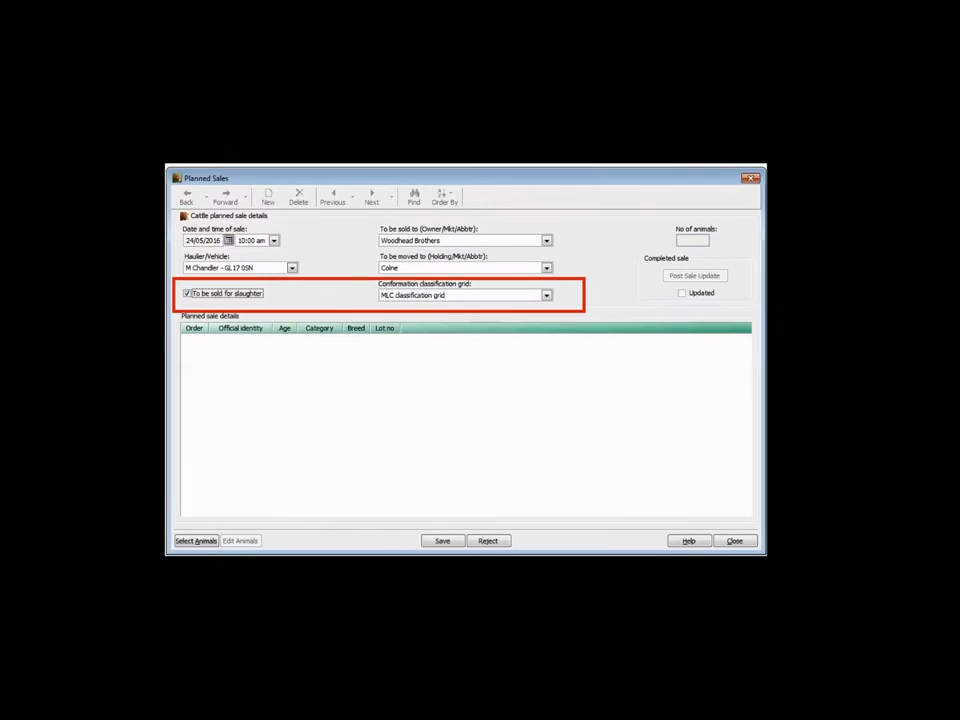 Planned Sales
Back Forward New Delete Previous Next Find Order By
Cattle planned sale details
Date and time of sale: To be sold to (Owner/Mkt/Abbtr): No of animals:
24/05/2016 10:00 am Woodhead Brothers
Haulier/Vehicle: To be moved to (Holding/Mkt/Abbtr): Completed sale
M Chandler - GL17 0SN Colne Post Sale Update
Conformation classification grid:
To be sold for slaughter MLC classification grid Updated
Planned sale details
Order Official identity Age Category Breed Lot no
Select Animals Edit Animals Save Reject Help Close